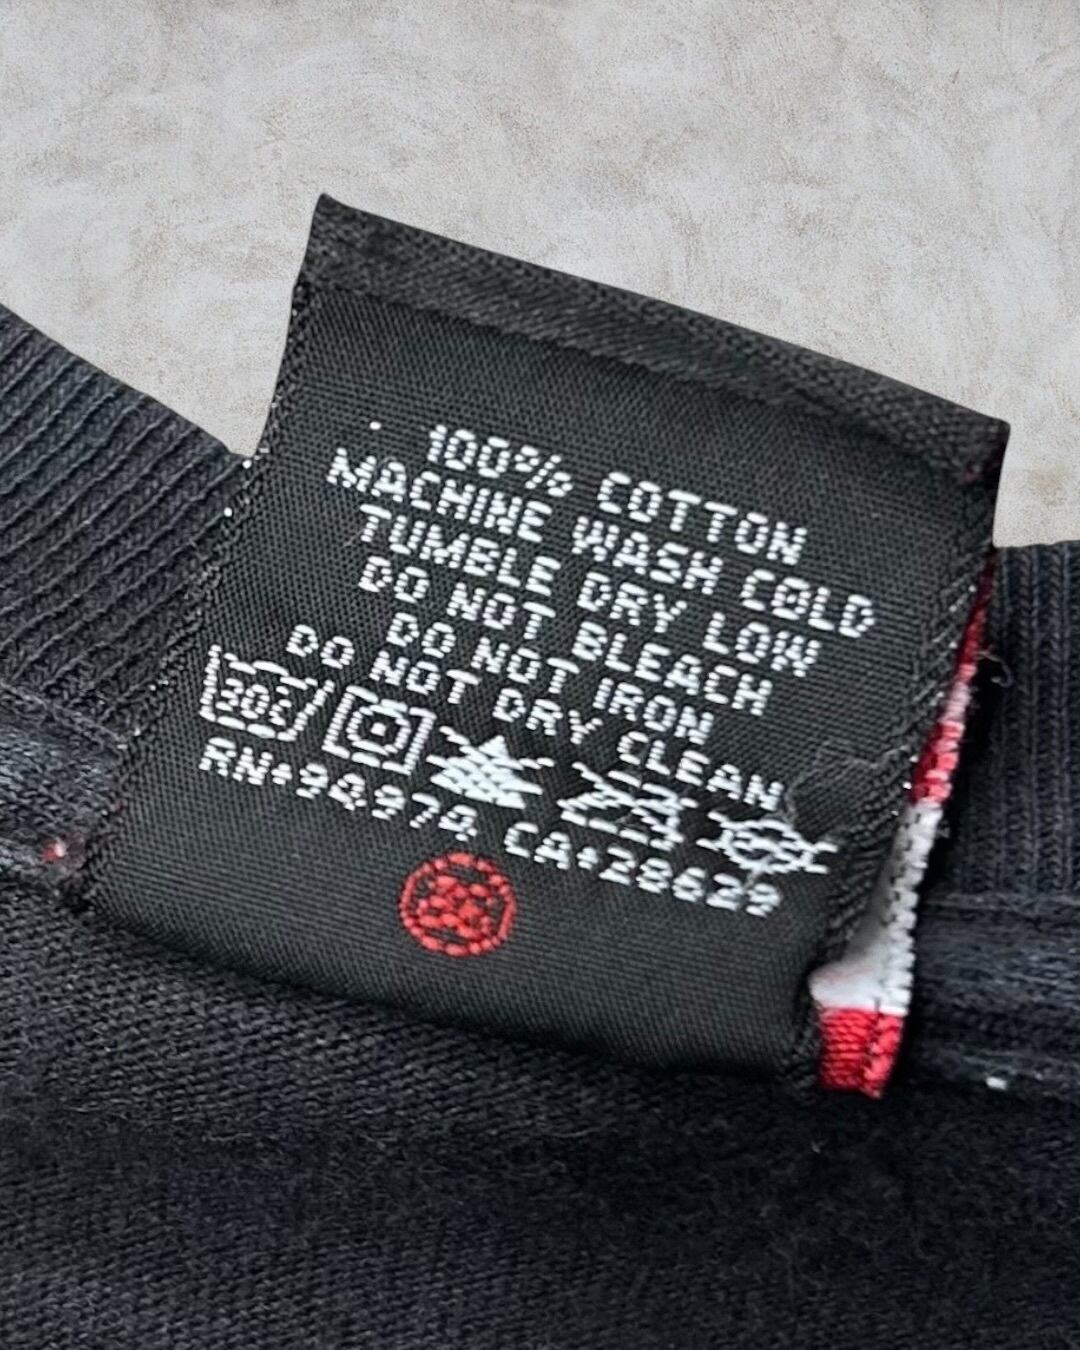 100% COTTON
MACHINE WASH COLD
TUMBLE DRY LOW
DO NOT BLEACH
DO NOT IRON
DO NOT DRY CLEAN
30c
RN♦94974 CA♦28629